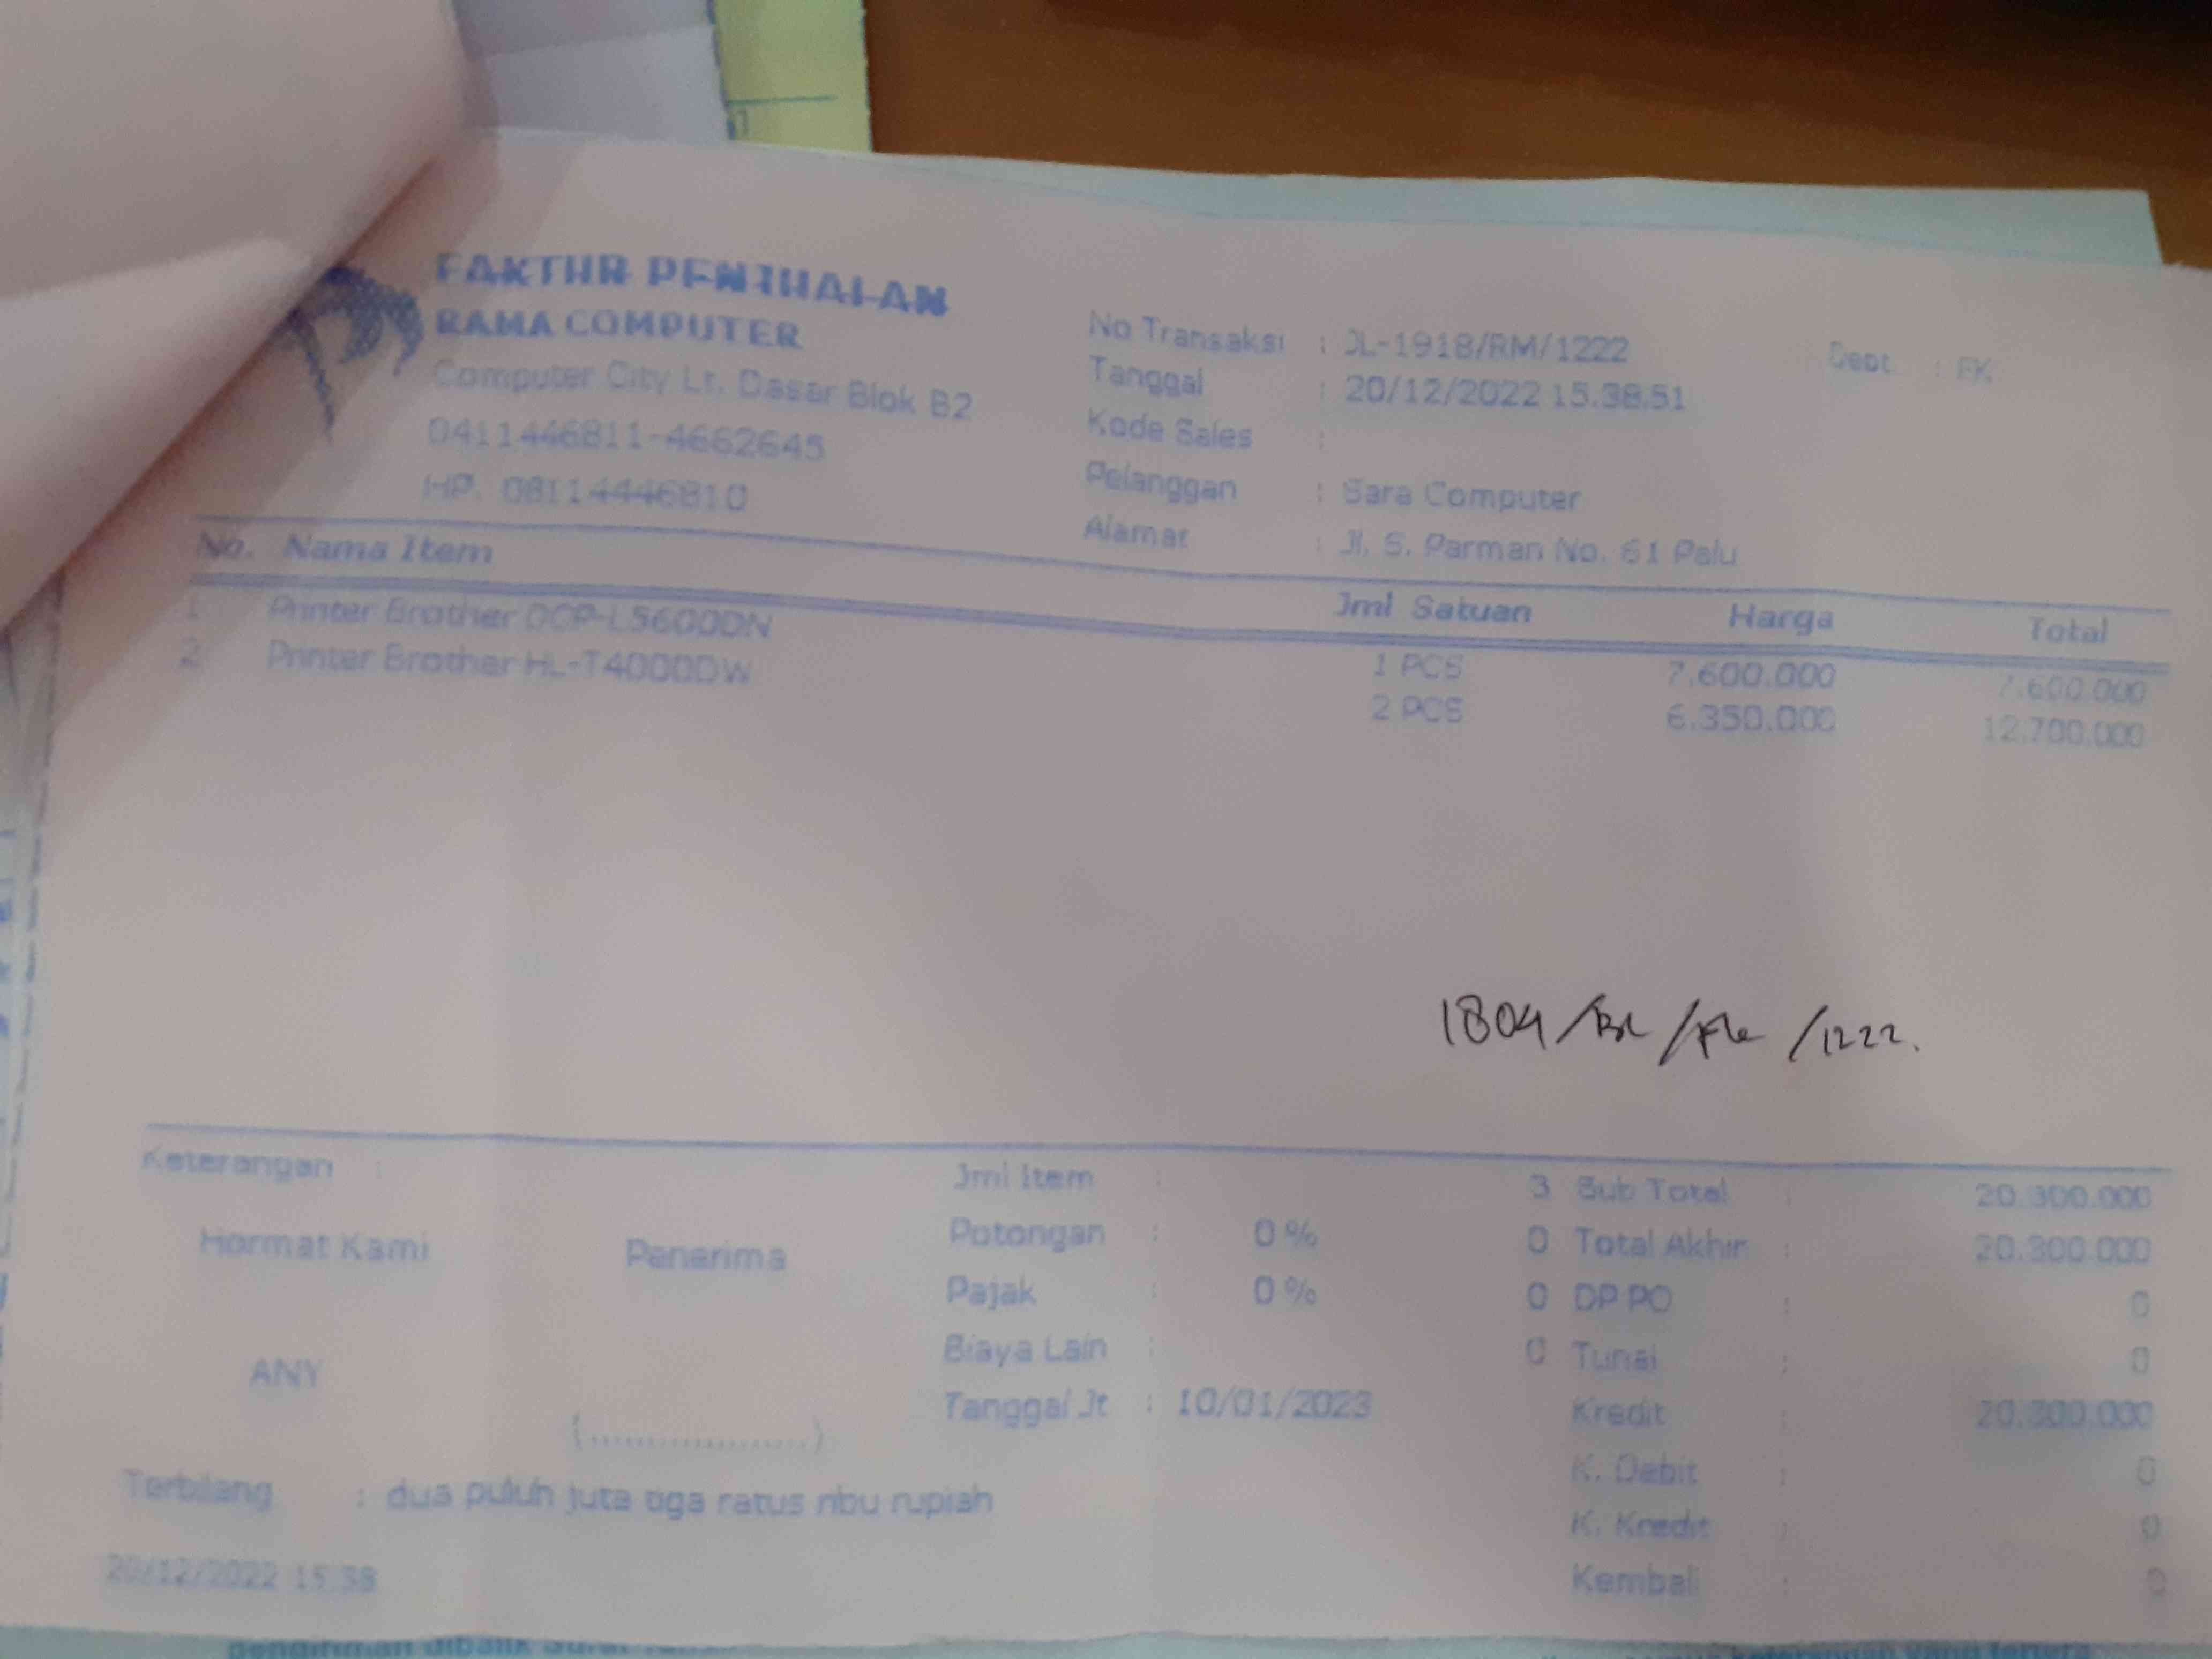 FAKTUR PENJUALAN
RAMA COMPUTER
Computer City Lt. Dasar Blok B2
0411446811-4662645
HP. 08114446810
No Transaksi : JL-1918/RM/1222
Dept : FK
Tanggal : 20/12/2022 15.38.51
Kode Sales :
Pelanggan : Sara Computer
Alamat : Jl. S. Parman No. 61 Palu
No. Nama Item Jml Satuan Harga Total
1 Printer Brother DCP-L5600DN 1 PCS 7.600.000 7.600.000
2 Printer Brother HL-T4000DW 2 PCS 6.350.000 12.700.000
1804 / / /1222.
Keterangan :
Hormat Kami
Penerima
ANY
(..................)
Jml Item : 3
Potongan : 0 % 0
Pajak : 0 % 0
Biaya Lain : 0
Tanggal Jt : 10/01/2023
Sub Total : 20.300.000
Total Akhir : 20.300.000
DP PO : 0
Tunai : 0
Kredit : 20.300.000
K. Debit : 0
K. Kredit : 0
Kembali : 0
Terbilang : dua puluh juta tiga ratus ribu rupiah
20/12/2022 15.38
pengiriman dibalik Surat